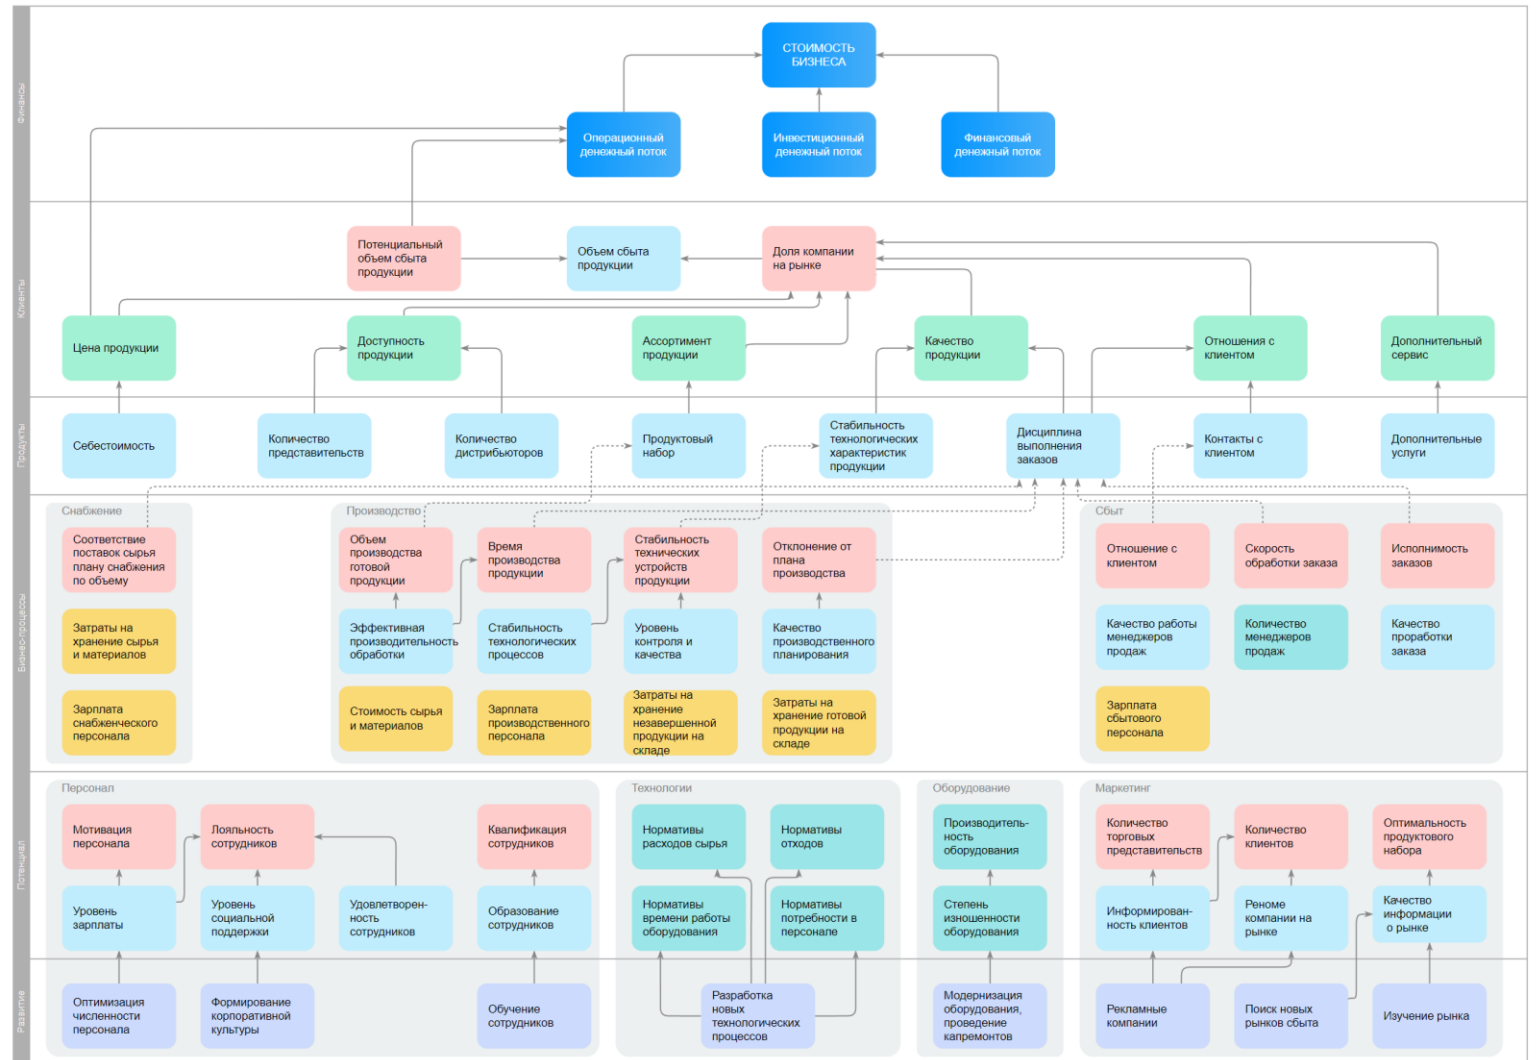 Финансы
СТОИМОСТЬ
БИЗНЕСА
Операционный
денежный поток
Инвестиционный
денежный поток
Финансовый
денежный поток
Клиенты
Потенциальный
объем сбыта
продукции
Объем сбыта
продукции
Доля компании
на рынке
Цена продукции
Доступность
продукции
Ассортимент
продукции
Качество
продукции
Отношения с
клиентом
Дополнительный
сервис
Продукты
Себестоимость
Количество
представительств
Количество
дистрибьюторов
Продуктовый
набор
Стабильность
технологических
характеристик
продукции
Дисциплина
выполнения
заказов
Контакты с
клиентом
Дополнительные
услуги
Бизнес-процессы
Снабжение
Соответствие
поставок сырья
плану снабжения
по объему
Затраты на
хранение сырья
и материалов
Зарплата
снабженческого
персонала
Производство
Объем
производства
готовой
продукции
Время
производства
продукции
Стабильность
технических
устройств
продукции
Отклонение от
плана
производства
Эффективная
производительность
обработки
Стабильность
технологических
процессов
Уровень
контроля и
качества
Качество
производственного
планирования
Стоимость сырья
и материалов
Зарплата
производственного
персонала
Затраты на
хранение
незавершенной
продукции на
складе
Затраты на
хранение готовой
продукции на
складе
Сбыт
Отношение с
клиентом
Скорость
обработки заказа
Исполнимость
заказов
Качество работы
менеджеров
продаж
Количество
менеджеров
продаж
Качество
проработки
заказа
Зарплата
сбытового
персонала
Потенциал
Персонал
Мотивация
персонала
Лояльность
сотрудников
Квалификация
сотрудников
Уровень
зарплаты
Уровень
социальной
поддержки
Удовлетворен-
ность
сотрудников
Образование
сотрудников
Технологии
Нормативы
расходов сырья
Нормативы
отходов
Нормативы
времени работы
оборудования
Нормативы
потребности в
персонале
Оборудование
Производитель-
ность
оборудования
Степень
изношенности
оборудования
Маркетинг
Количество
торговых
представительств
Количество
клиентов
Оптимальность
продуктового
набора
Информирован-
ность клиентов
Реноме
компании на
рынке
Качество
информации
о рынке
Развитие
Оптимизация
численности
персонала
Формирование
корпоративной
культуры
Обучение
сотрудников
Разработка
новых
технологических
процессов
Модернизация
оборудования,
проведение
капремонтов
Рекламные
компании
Поиск новых
рынков сбыта
Изучение рынка